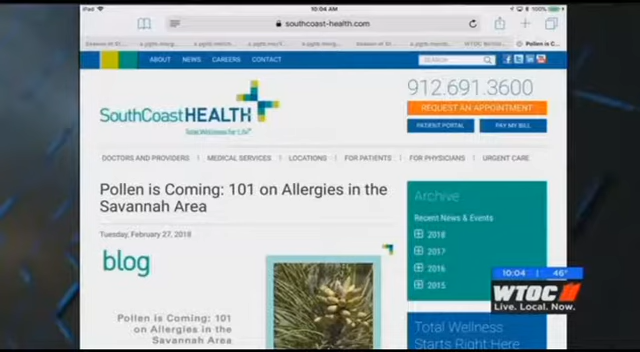 iPad
10:04 AM
100%
southcoast-health.com
Pollen is C...
ABOUT NEWS CAREERS CONTACT
SEARCH
SouthCoast HEALTH
Total Wellness for Life
912.691.3600
REQUEST AN APPOINTMENT
PATIENT PORTAL
PAY MY BILL
DOCTORS AND PROVIDERS | MEDICAL SERVICES | LOCATIONS | FOR PATIENTS | FOR PHYSICIANS | URGENT CARE
Pollen is Coming: 101 on Allergies in the
Savannah Area
Tuesday, February 27, 2018
blog
Pollen is Coming: 101
on Allergies in the
Savannah Area
Archive
Recent News & Events
2018
2017
2016
2015
Total Wellness
Starts Right Here
10:04 46°
WTOC 11
Live. Local. Now.